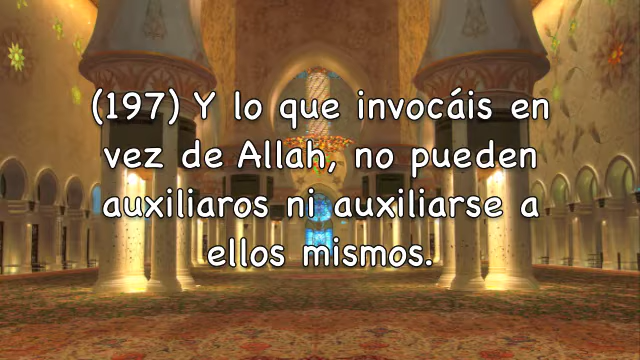 (197) Y lo que invocáis en
vez de Allah, no pueden
auxiliaros ni auxiliarse a
ellos mismos.